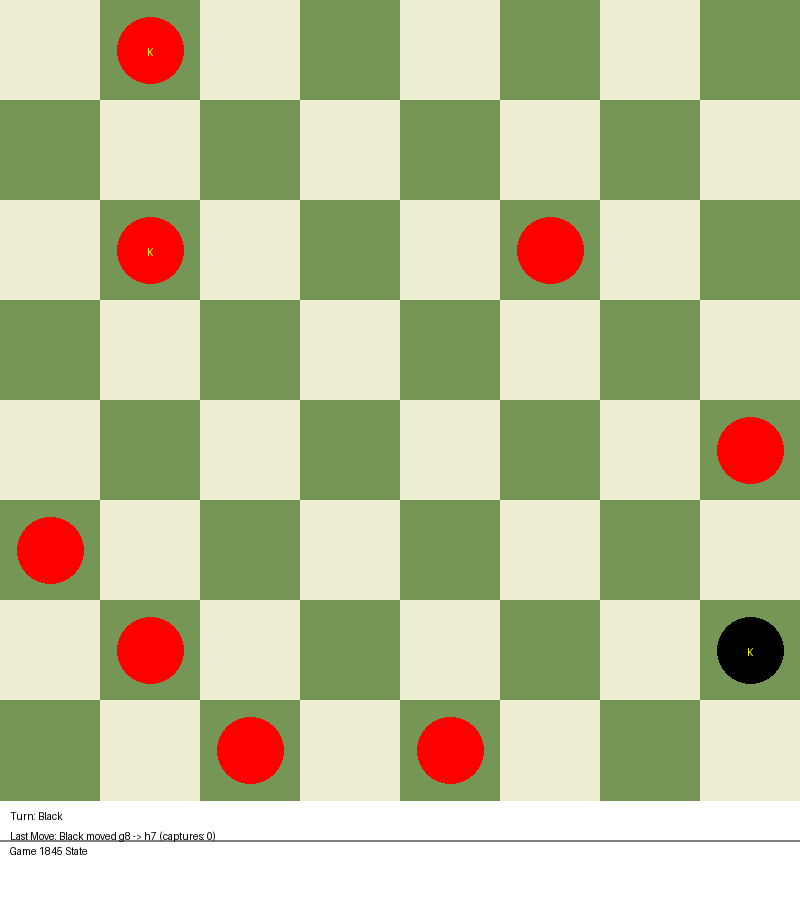 K
K
K
Turn: Black
Last Move: Black moved g8 -> h7 (captures: 0)
Game 1845 State